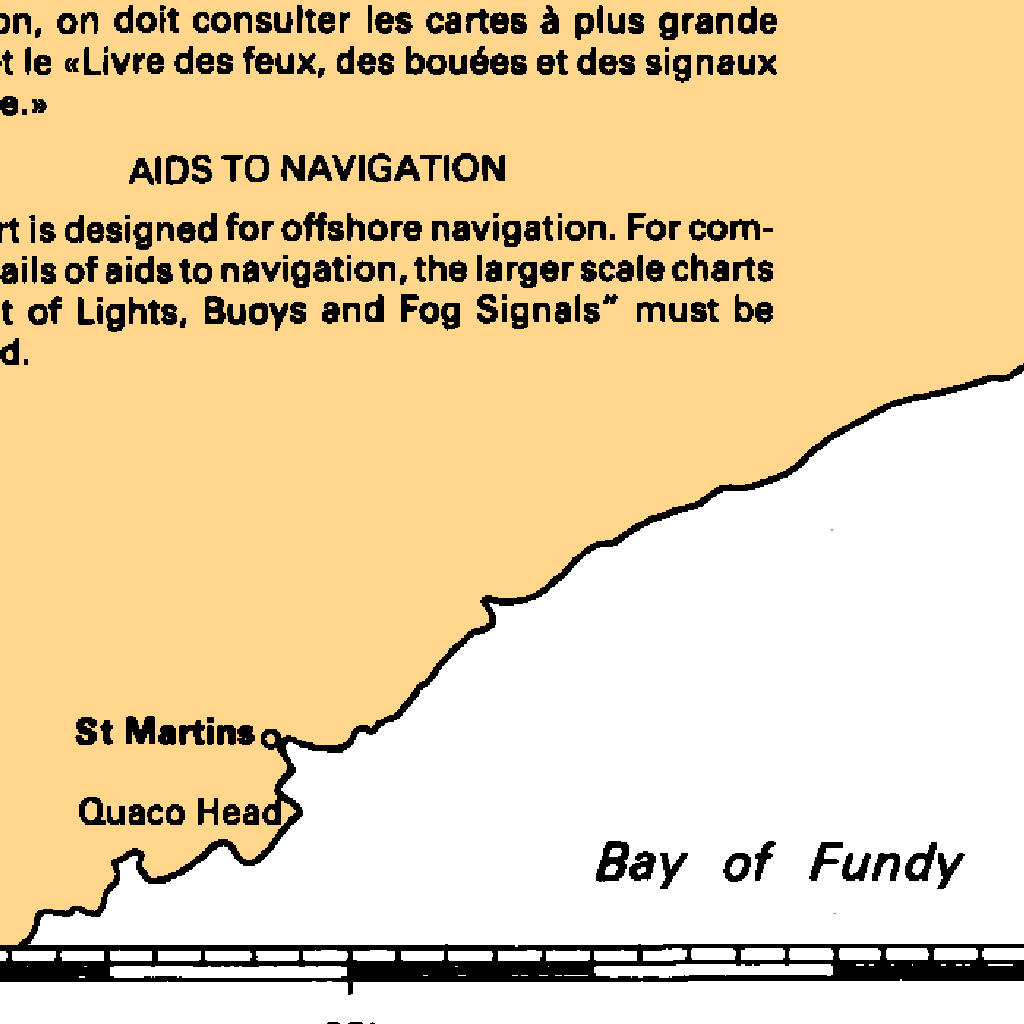 on, on doit consulter les cartes à plus grande
t le «Livre des feux, des bouées et des signaux
e.»
AIDS TO NAVIGATION
rt is designed for offshore navigation. For com-
ails of aids to navigation, the larger scale charts
t of Lights, Buoys and Fog Signals" must be
d.
St Martins
Quaco Head
Bay of Fundy